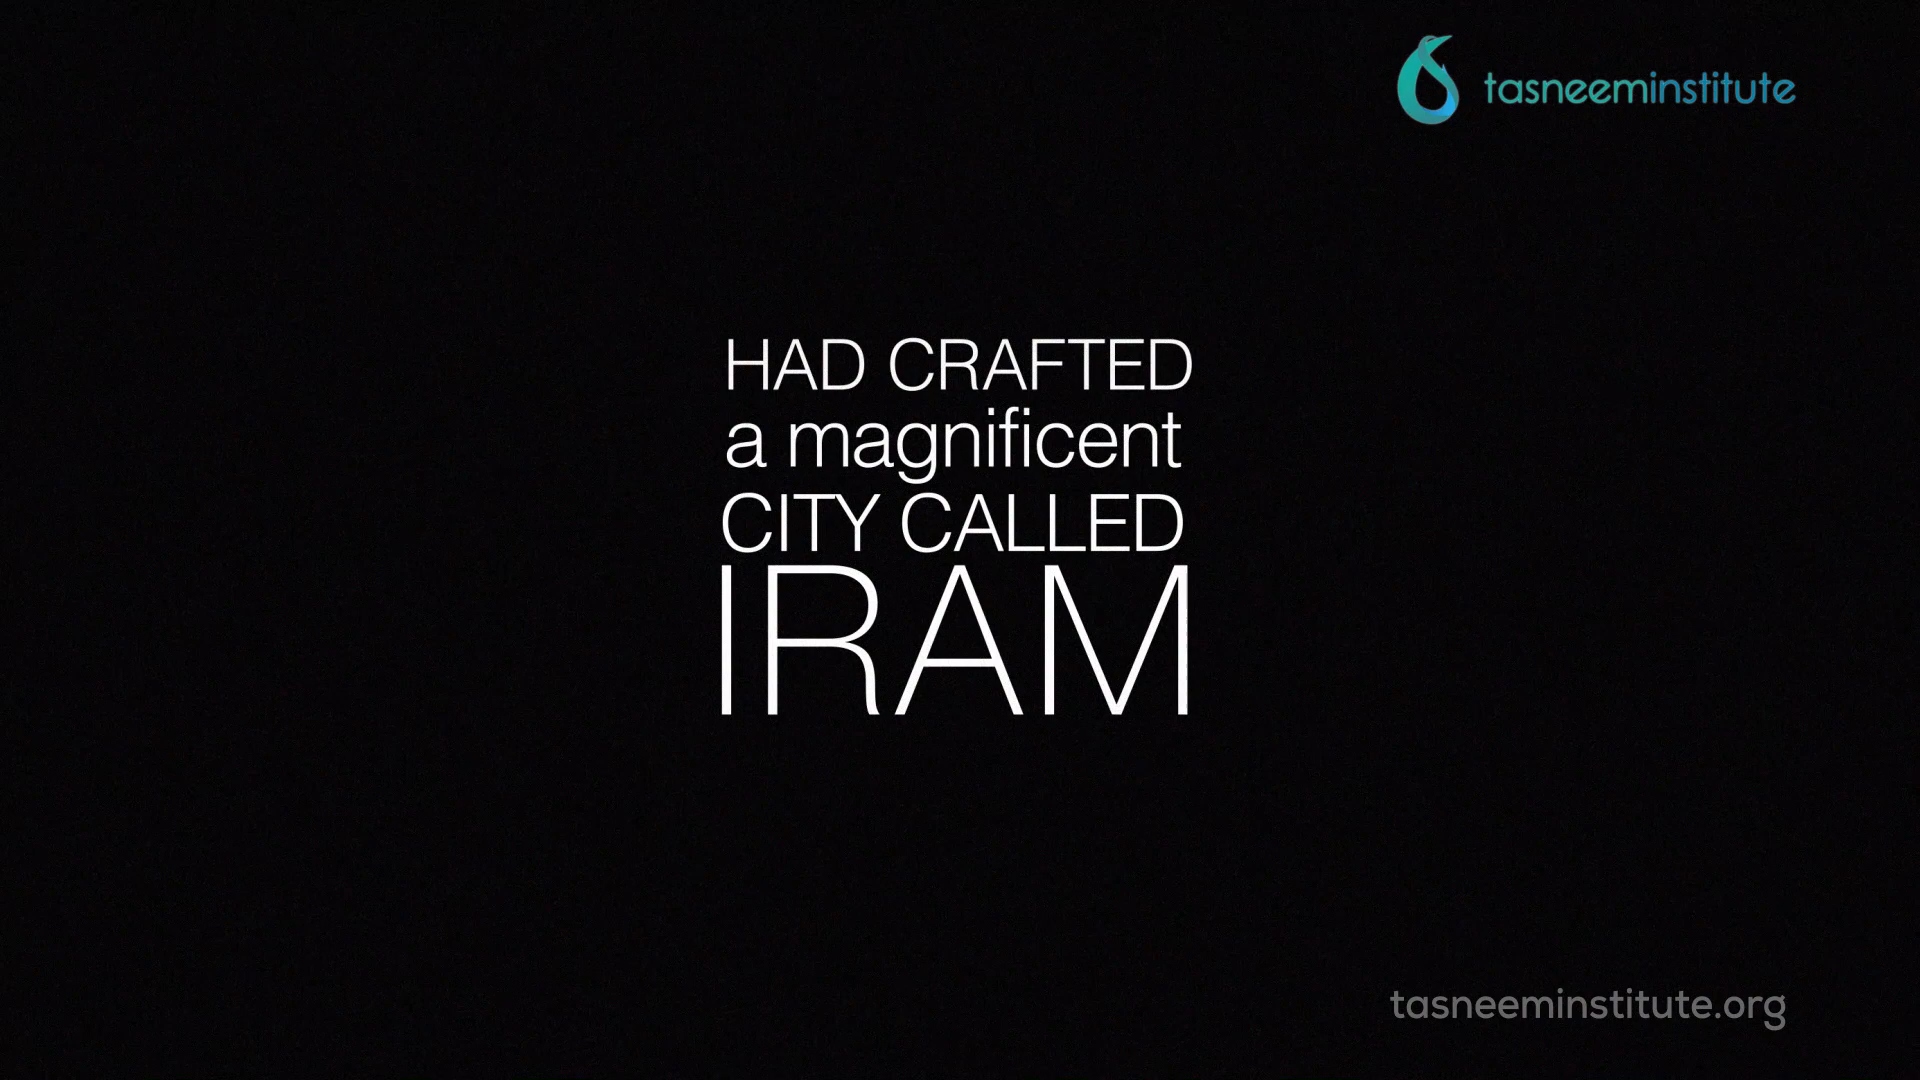 tasneeminstitute
HAD CRAFTED
a magnificent
CITY CALLED
IRAM
tasneeminstitute.org